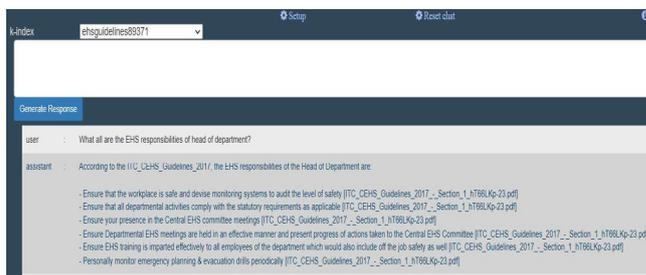 Setup Reset chat
k-index ehsguidelines89371
Generate Response
user : What all are the EHS responsibilities of head of department?
assistant : According to the ITC_CEHS_Guidelines_2017, the EHS responsibilities of the Head of Department are:
- Ensure that the workplace is safe and devise monitoring systems to audit the level of safety [ITC_CEHS_Guidelines_2017_-_Section_1_hT66LKp-23.pdf]
- Ensure that all departmental activities comply with the statutory requirements as applicable [ITC_CEHS_Guidelines_2017_-_Section_1_hT66LKp-23.pdf]
- Ensure your presence in the Central EHS committee meetings [ITC_CEHS_Guidelines_2017_-_Section_1_hT66LKp-23.pdf]
- Ensure Departmental EHS meetings are held in an effective manner and present progress of actions taken to the Central EHS Committee [ITC_CEHS_Guidelines_2017_-_Section_1_hT66LKp-23.pd
- Ensure EHS training is imparted effectively to all employees of the department which would also include off the job safety as well [ITC_CEHS_Guidelines_2017_-_Section_1_hT66LKp-23.pdf]
- Personally monitor emergency planning & evacuation drills periodically [ITC_CEHS_Guidelines_2017_-_Section_1_hT66LKp-23.pdf]